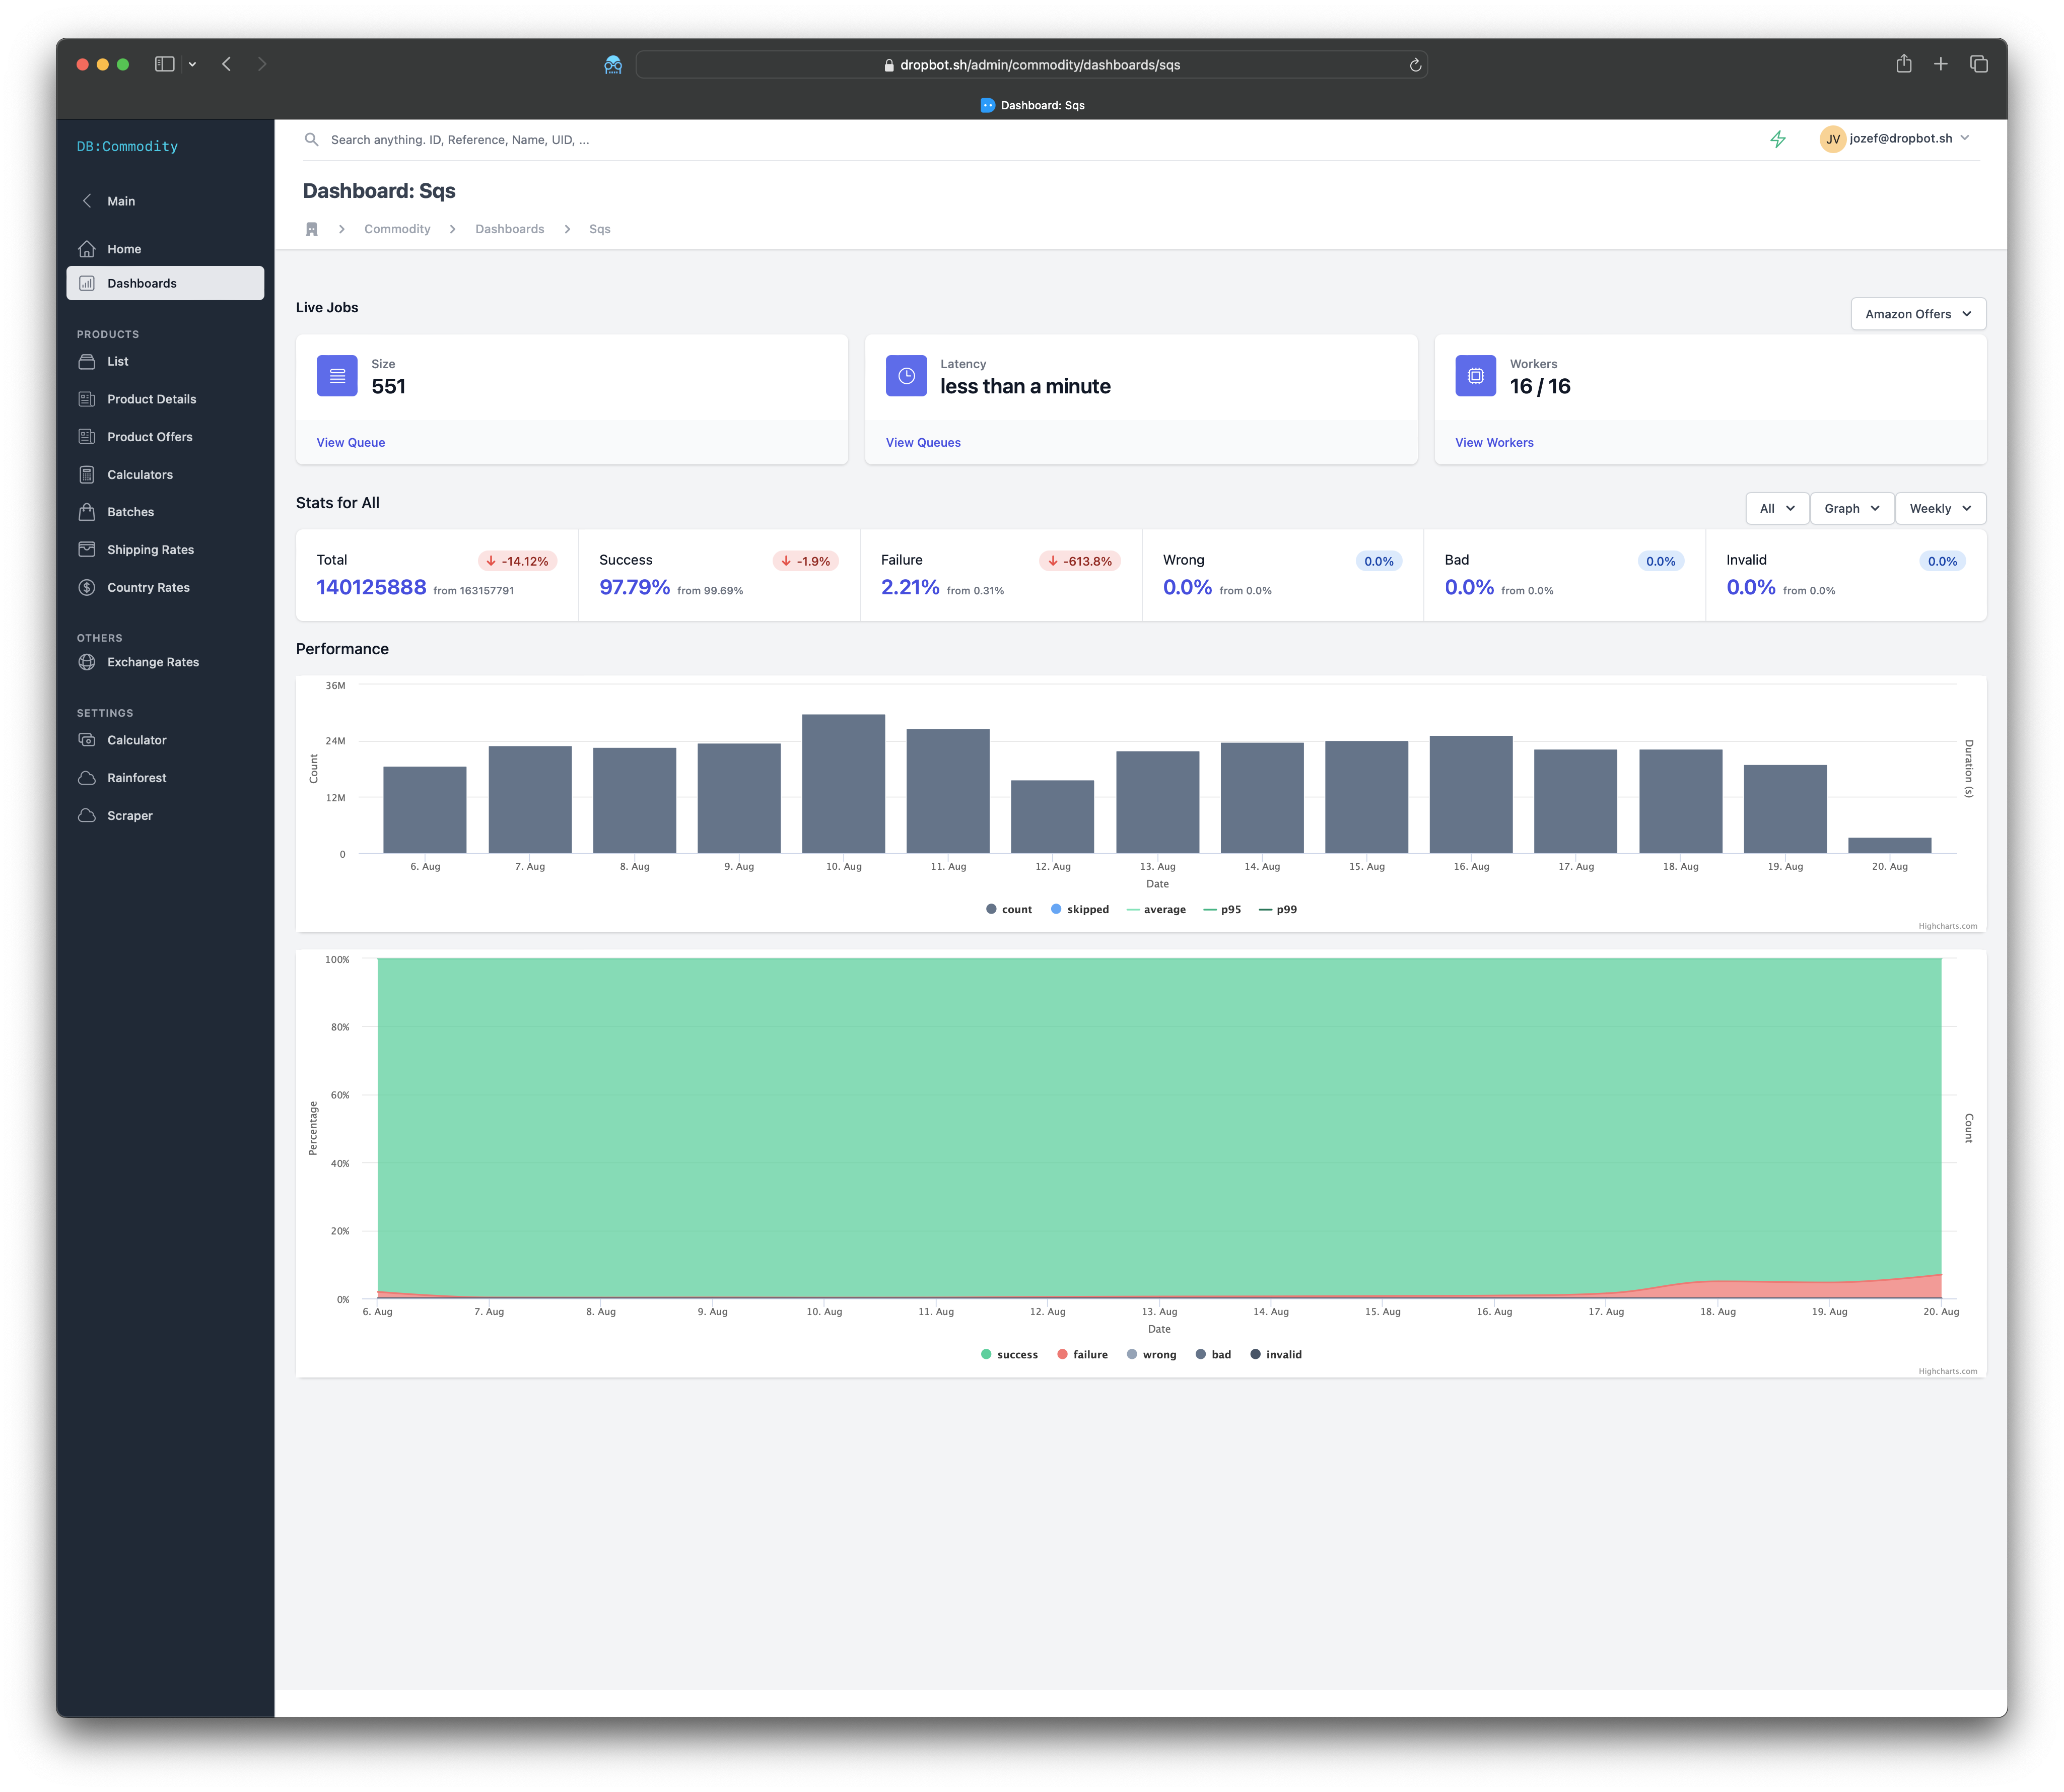 dropbot.sh/admin/commodity/dashboards/sqs
Dashboard: Sqs
DB:Commodity
Main
Home
Dashboards
PRODUCTS
List
Product Details
Product Offers
Calculators
Batches
Shipping Rates
Country Rates
OTHERS
Exchange Rates
SETTINGS
Calculator
Rainforest
Scraper
Search anything. ID, Reference, Name, UID, ...
JV jozef@dropbot.sh
Dashboard: Sqs
Commodity Dashboards Sqs
Live Jobs
Amazon Offers
Size
551
View Queue
Latency
less than a minute
View Queues
Workers
16 / 16
View Workers
Stats for All
All Graph Weekly
Total -14.12%
140125888 from 163157791
Success -1.9%
97.79% from 99.69%
Failure -613.8%
2.21% from 0.31%
Wrong 0.0%
0.0% from 0.0%
Bad 0.0%
0.0% from 0.0%
Invalid 0.0%
0.0% from 0.0%
Performance
36M
24M
12M
0
Count
Duration (s)
6. Aug 7. Aug 8. Aug 9. Aug 10. Aug 11. Aug 12. Aug 13. Aug 14. Aug 15. Aug 16. Aug 17. Aug 18. Aug 19. Aug 20. Aug
Date
count skipped average p95 p99
Highcharts.com
100%
80%
60%
40%
20%
0%
Percentage
Count
6. Aug 7. Aug 8. Aug 9. Aug 10. Aug 11. Aug 12. Aug 13. Aug 14. Aug 15. Aug 16. Aug 17. Aug 18. Aug 19. Aug 20. Aug
Date
success failure wrong bad invalid
Highcharts.com